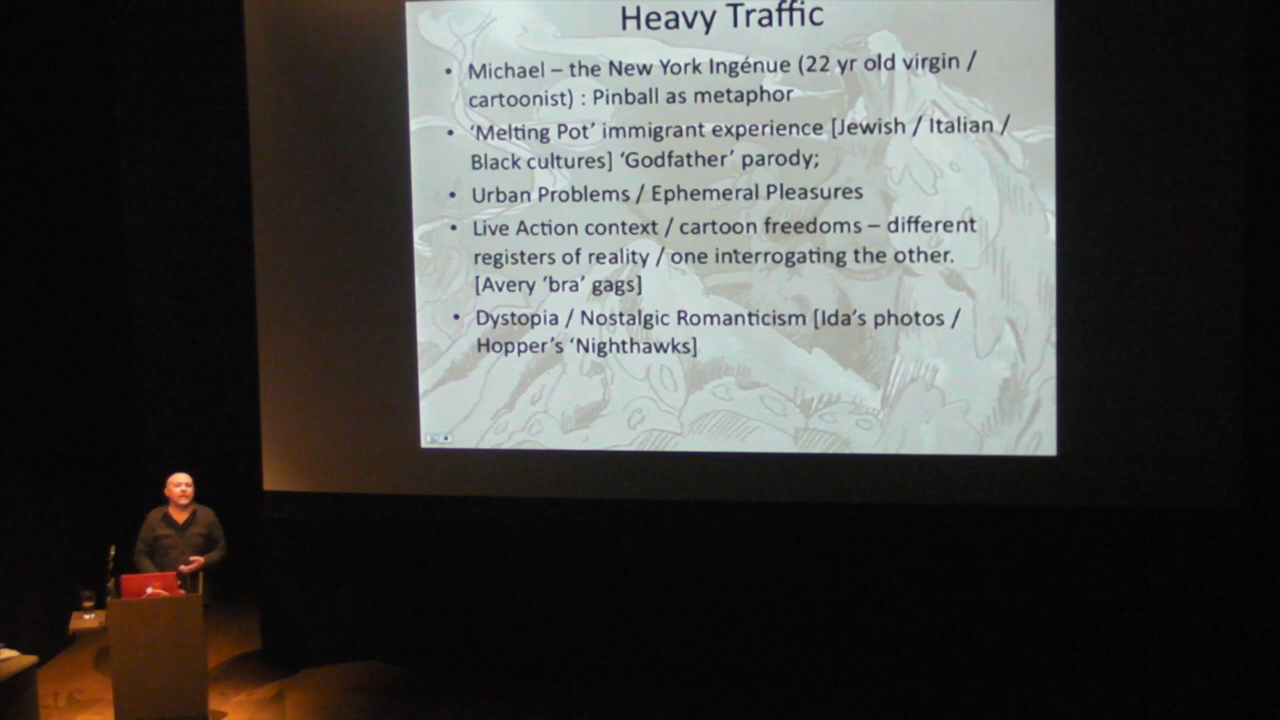 Heavy Traffic
• Michael – the New York Ingénue (22 yr old virgin /
cartoonist) : Pinball as metaphor
• ‘Melting Pot’ immigrant experience [Jewish / Italian /
Black cultures] ‘Godfather’ parody;
• Urban Problems / Ephemeral Pleasures
• Live Action context / cartoon freedoms – different
registers of reality / one interrogating the other.
[Avery ‘bra’ gags]
• Dystopia / Nostalgic Romanticism [Ida’s photos /
Hopper’s ‘Nighthawks]